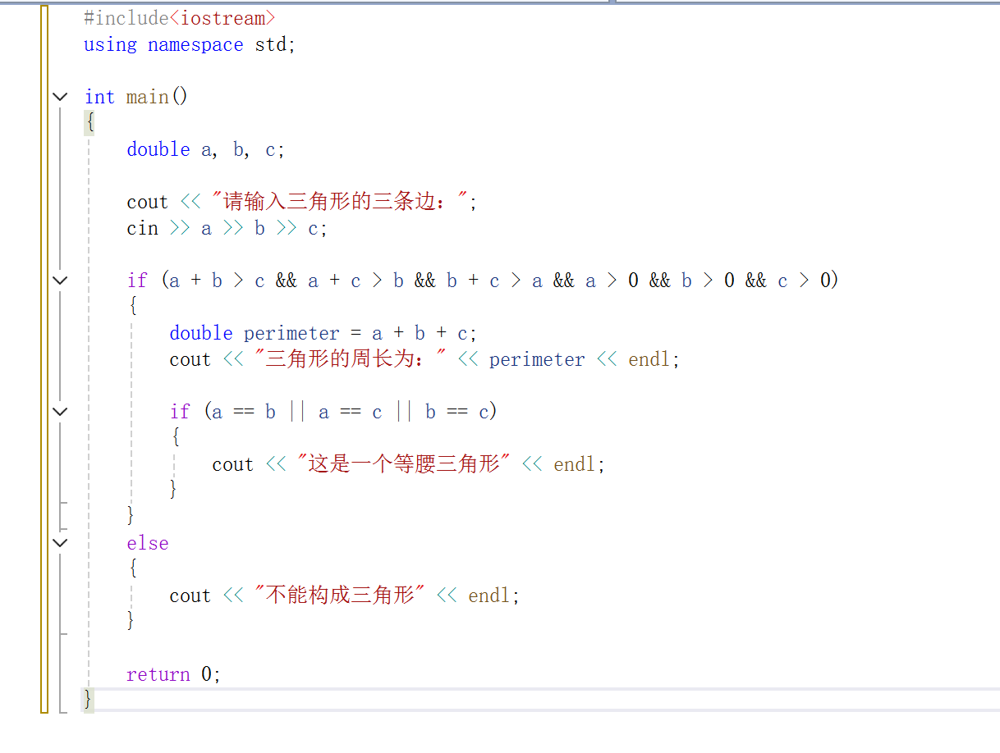 #include<iostream>
using namespace std;
int main()
{
double a, b, c;
cout << "请输入三角形的三条边：";
cin >> a >> b >> c;
if (a + b > c && a + c > b && b + c > a && a > 0 && b > 0 && c > 0)
{
double perimeter = a + b + c;
cout << "三角形的周长为：" << perimeter << endl;
if (a == b || a == c || b == c)
{
cout << "这是一个等腰三角形" << endl;
}
}
else
{
cout << "不能构成三角形" << endl;
}
return 0;
}